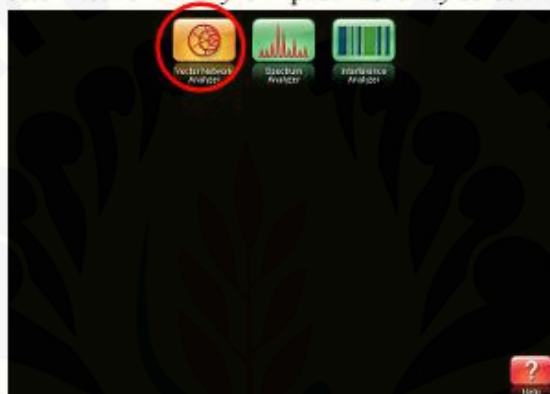 Vector Network Spectrum Interference
Analyzer Analyzer Analyzer
?
Help